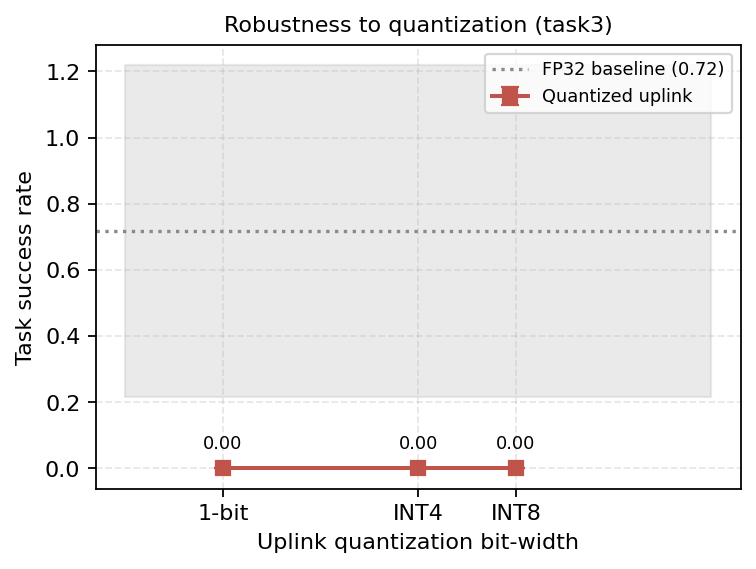 Robustness to quantization (task3)
FP32 baseline (0.72)
Quantized uplink
Task success rate
1.2
1.0
0.8
0.6
0.4
0.2
0.0
0.00 0.00 0.00
1-bit INT4 INT8
Uplink quantization bit-width